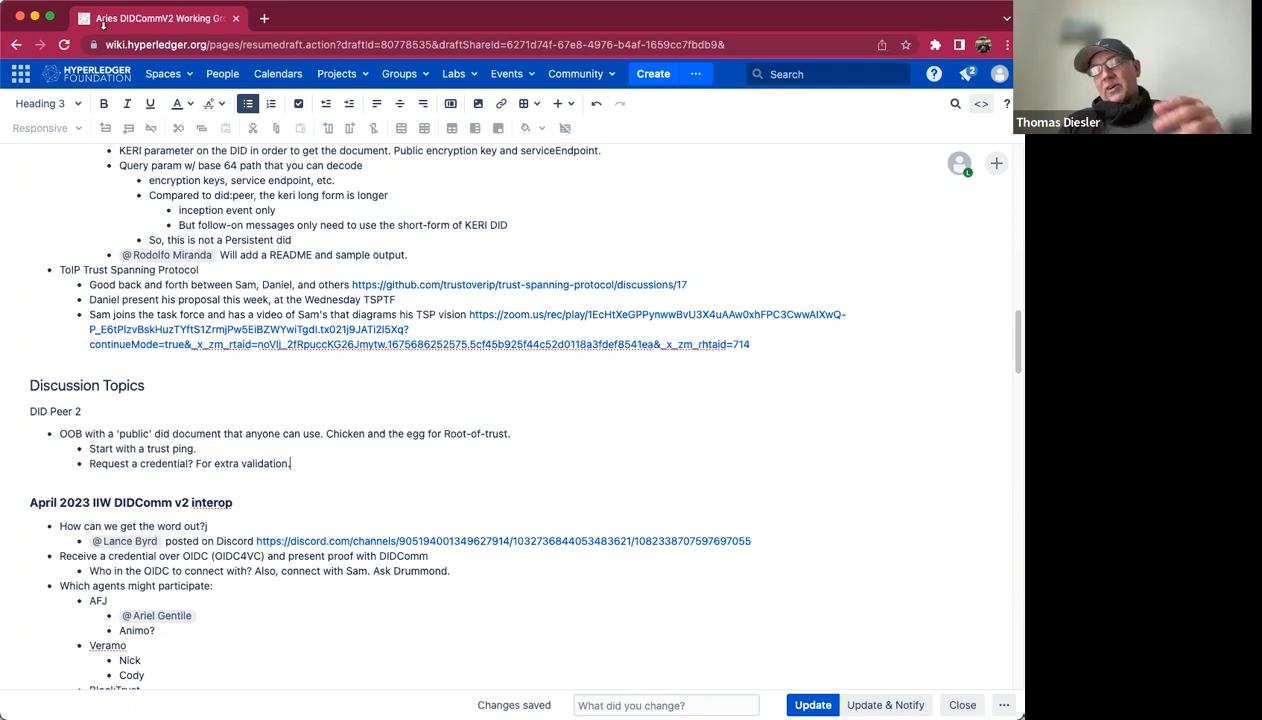 Aries DIDCommV2 Working Gro
wiki.hyperledger.org/pages/resumedraft.action?draftId=80778535&draftShareId=6271d74f-67e8-4976-b4af-1659cc7fbdb9&
HYPERLEDGER FOUNDATION Spaces People Calendars Projects Groups Labs Events Community Create Search
2
Heading 3 B I U A
Responsive
Thomas Diesler
KERI parameter on the DID in order to get the document. Public encryption key and serviceEndpoint.
Query param w/ base 64 path that you can decode
encryption keys, service endpoint, etc.
Compared to did:peer, the keri long form is longer
inception event only
But follow-on messages only need to use the short-form of KERI DID
So, this is not a Persistent did
@Rodolfo Miranda Will add a README and sample output.
ToIP Trust Spanning Protocol
Good back and forth between Sam, Daniel, and others https://github.com/trustoverip/trust-spanning-protocol/discussions/17
Daniel present his proposal this week, at the Wednesday TSPTF
Sam joins the task force and has a video of Sam's that diagrams his TSP vision https://zoom.us/rec/play/1EcHtXeGPPynwwBvU3X4uAAw0xhFPC3CwwAIXwQ-
P_E6tPlzvBskHuzTYftS1ZrmjPw5EiBZWYwiTgdI.tx021j9JATi2l5Xq?
continueMode=true&_x_zm_rtaid=noVlj_2fRpuccKG26Jmytw.1675686252575.5cf45b925f44c52d0118a3fdef8541ea&_x_zm_rhtaid=714
Discussion Topics
DID Peer 2
OOB with a 'public' did document that anyone can use. Chicken and the egg for Root-of-trust.
Start with a trust ping.
Request a credential? For extra validation.
April 2023 IIW DIDComm v2 interop
How can we get the word out?j
@Lance Byrd posted on Discord https://discord.com/channels/905194001349627914/1032736844053483621/1082338707597697055
Receive a credential over OIDC (OIDC4VC) and present proof with DIDComm
Who in the OIDC to connect with? Also, connect with Sam. Ask Drummond.
Which agents might participate:
AFJ
@Ariel Gentile
Animo?
Veramo
Nick
Cody
BlockTrust
Changes saved What did you change? Update Update & Notify Close